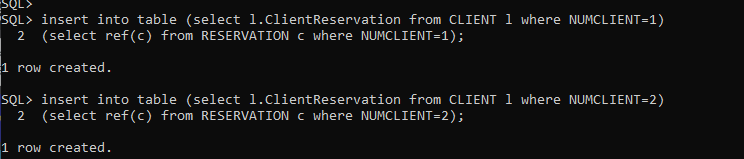 SQL>
SQL> insert into table (select l.ClientReservation from CLIENT l where NUMCLIENT=1)
  2  (select ref(c) from RESERVATION c where NUMCLIENT=1);
1 row created.
SQL> insert into table (select l.ClientReservation from CLIENT l where NUMCLIENT=2)
  2  (select ref(c) from RESERVATION c where NUMCLIENT=2);
1 row created.